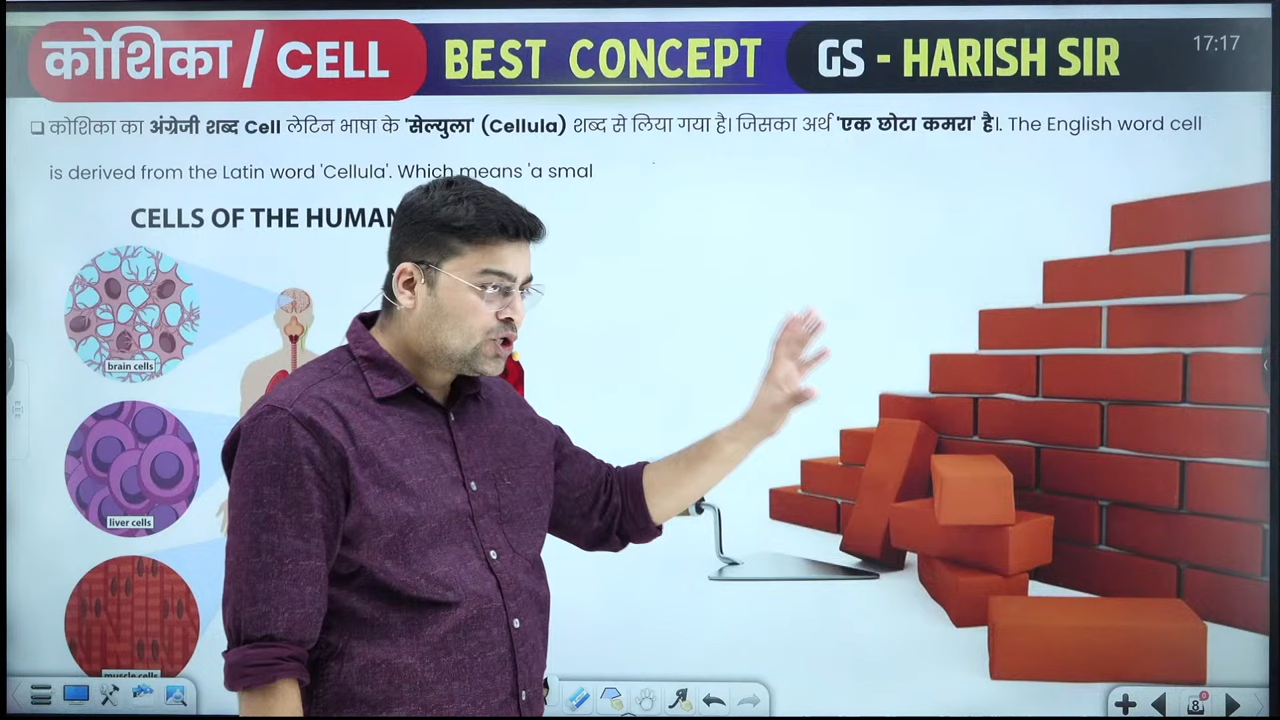 कोशिका / CELL BEST CONCEPT GS - HARISH SIR 17:17
❑ कोशिका का अंग्रेजी शब्द Cell लेटिन भाषा के 'सेल्युला' (Cellula) शब्द से लिया गया है। जिसका अर्थ 'एक छोटा कमरा' है।. The English word cell
is derived from the Latin word 'Cellula'. Which means 'a smal
CELLS OF THE HUMAN
brain cells
liver cells
muscle cells
8